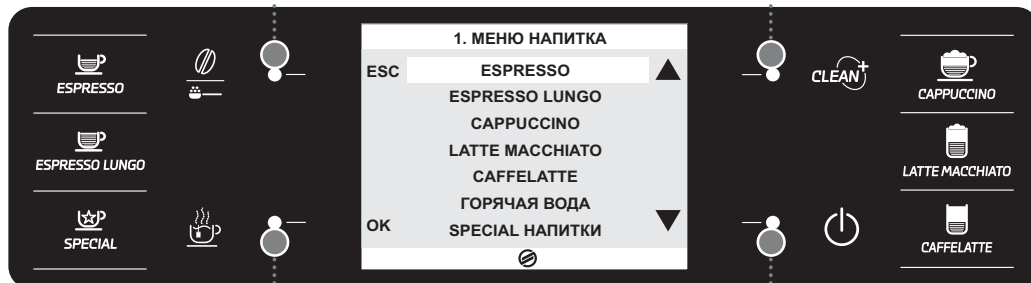 ESPRESSO
ESPRESSO LUNGO
SPECIAL
1. МЕНЮ НАПИТКА
ESC
ESPRESSO
ESPRESSO LUNGO
CAPPUCCINO
LATTE MACCHIATO
CAFFELATTE
ГОРЯЧАЯ ВОДА
OK
SPECIAL НАПИТКИ
CLEAN+
CAPPUCCINO
LATTE MACCHIATO
CAFFELATTE